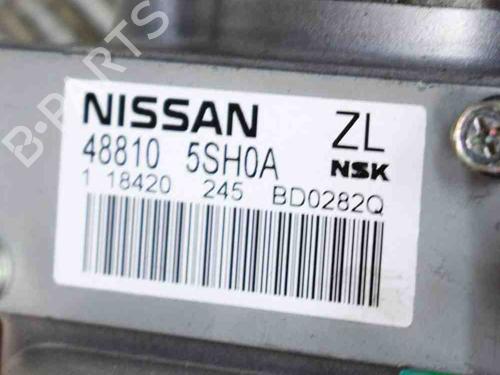 B-PARTS
NISSAN
ZL
48810 5SH0A
NSK
1 18420 245 BD0282Q